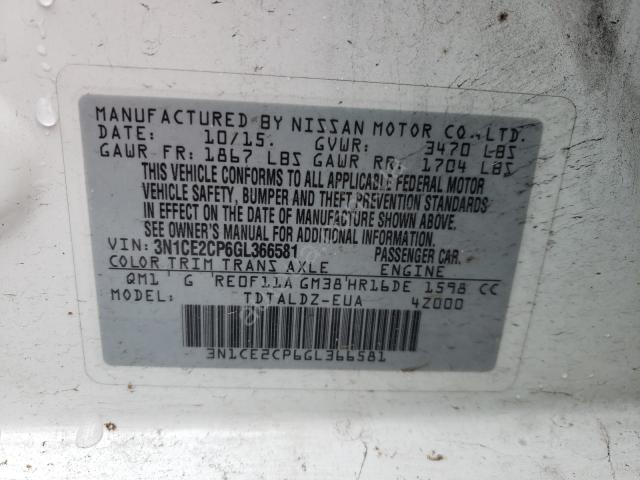 MANUFACTURED BY NISSAN MOTOR CO., LTD.
DATE: 10/15. GVWR: 3470 LBS
GAWR FR: 1867 LBS GAWR RR: 1704 LBS
THIS VEHICLE CONFORMS TO ALL APPLICABLE FEDERAL MOTOR
VEHICLE SAFETY, BUMPER AND THEFT PREVENTION STANDARDS
IN EFFECT ON THE DATE OF MANUFACTURE SHOWN ABOVE.
SEE OWNER'S MANUAL FOR ADDITIONAL INFORMATION.
VIN: 3N1CE2CP6GL366581 PASSENGER CAR.
COLOR TRIM TRANS AXLE ENGINE
QM1 G RE0F11A GM38 HR16DE 1598 CC
MODEL: TDTALDZ-EUA 4Z000
3N1CE2CP6GL366581